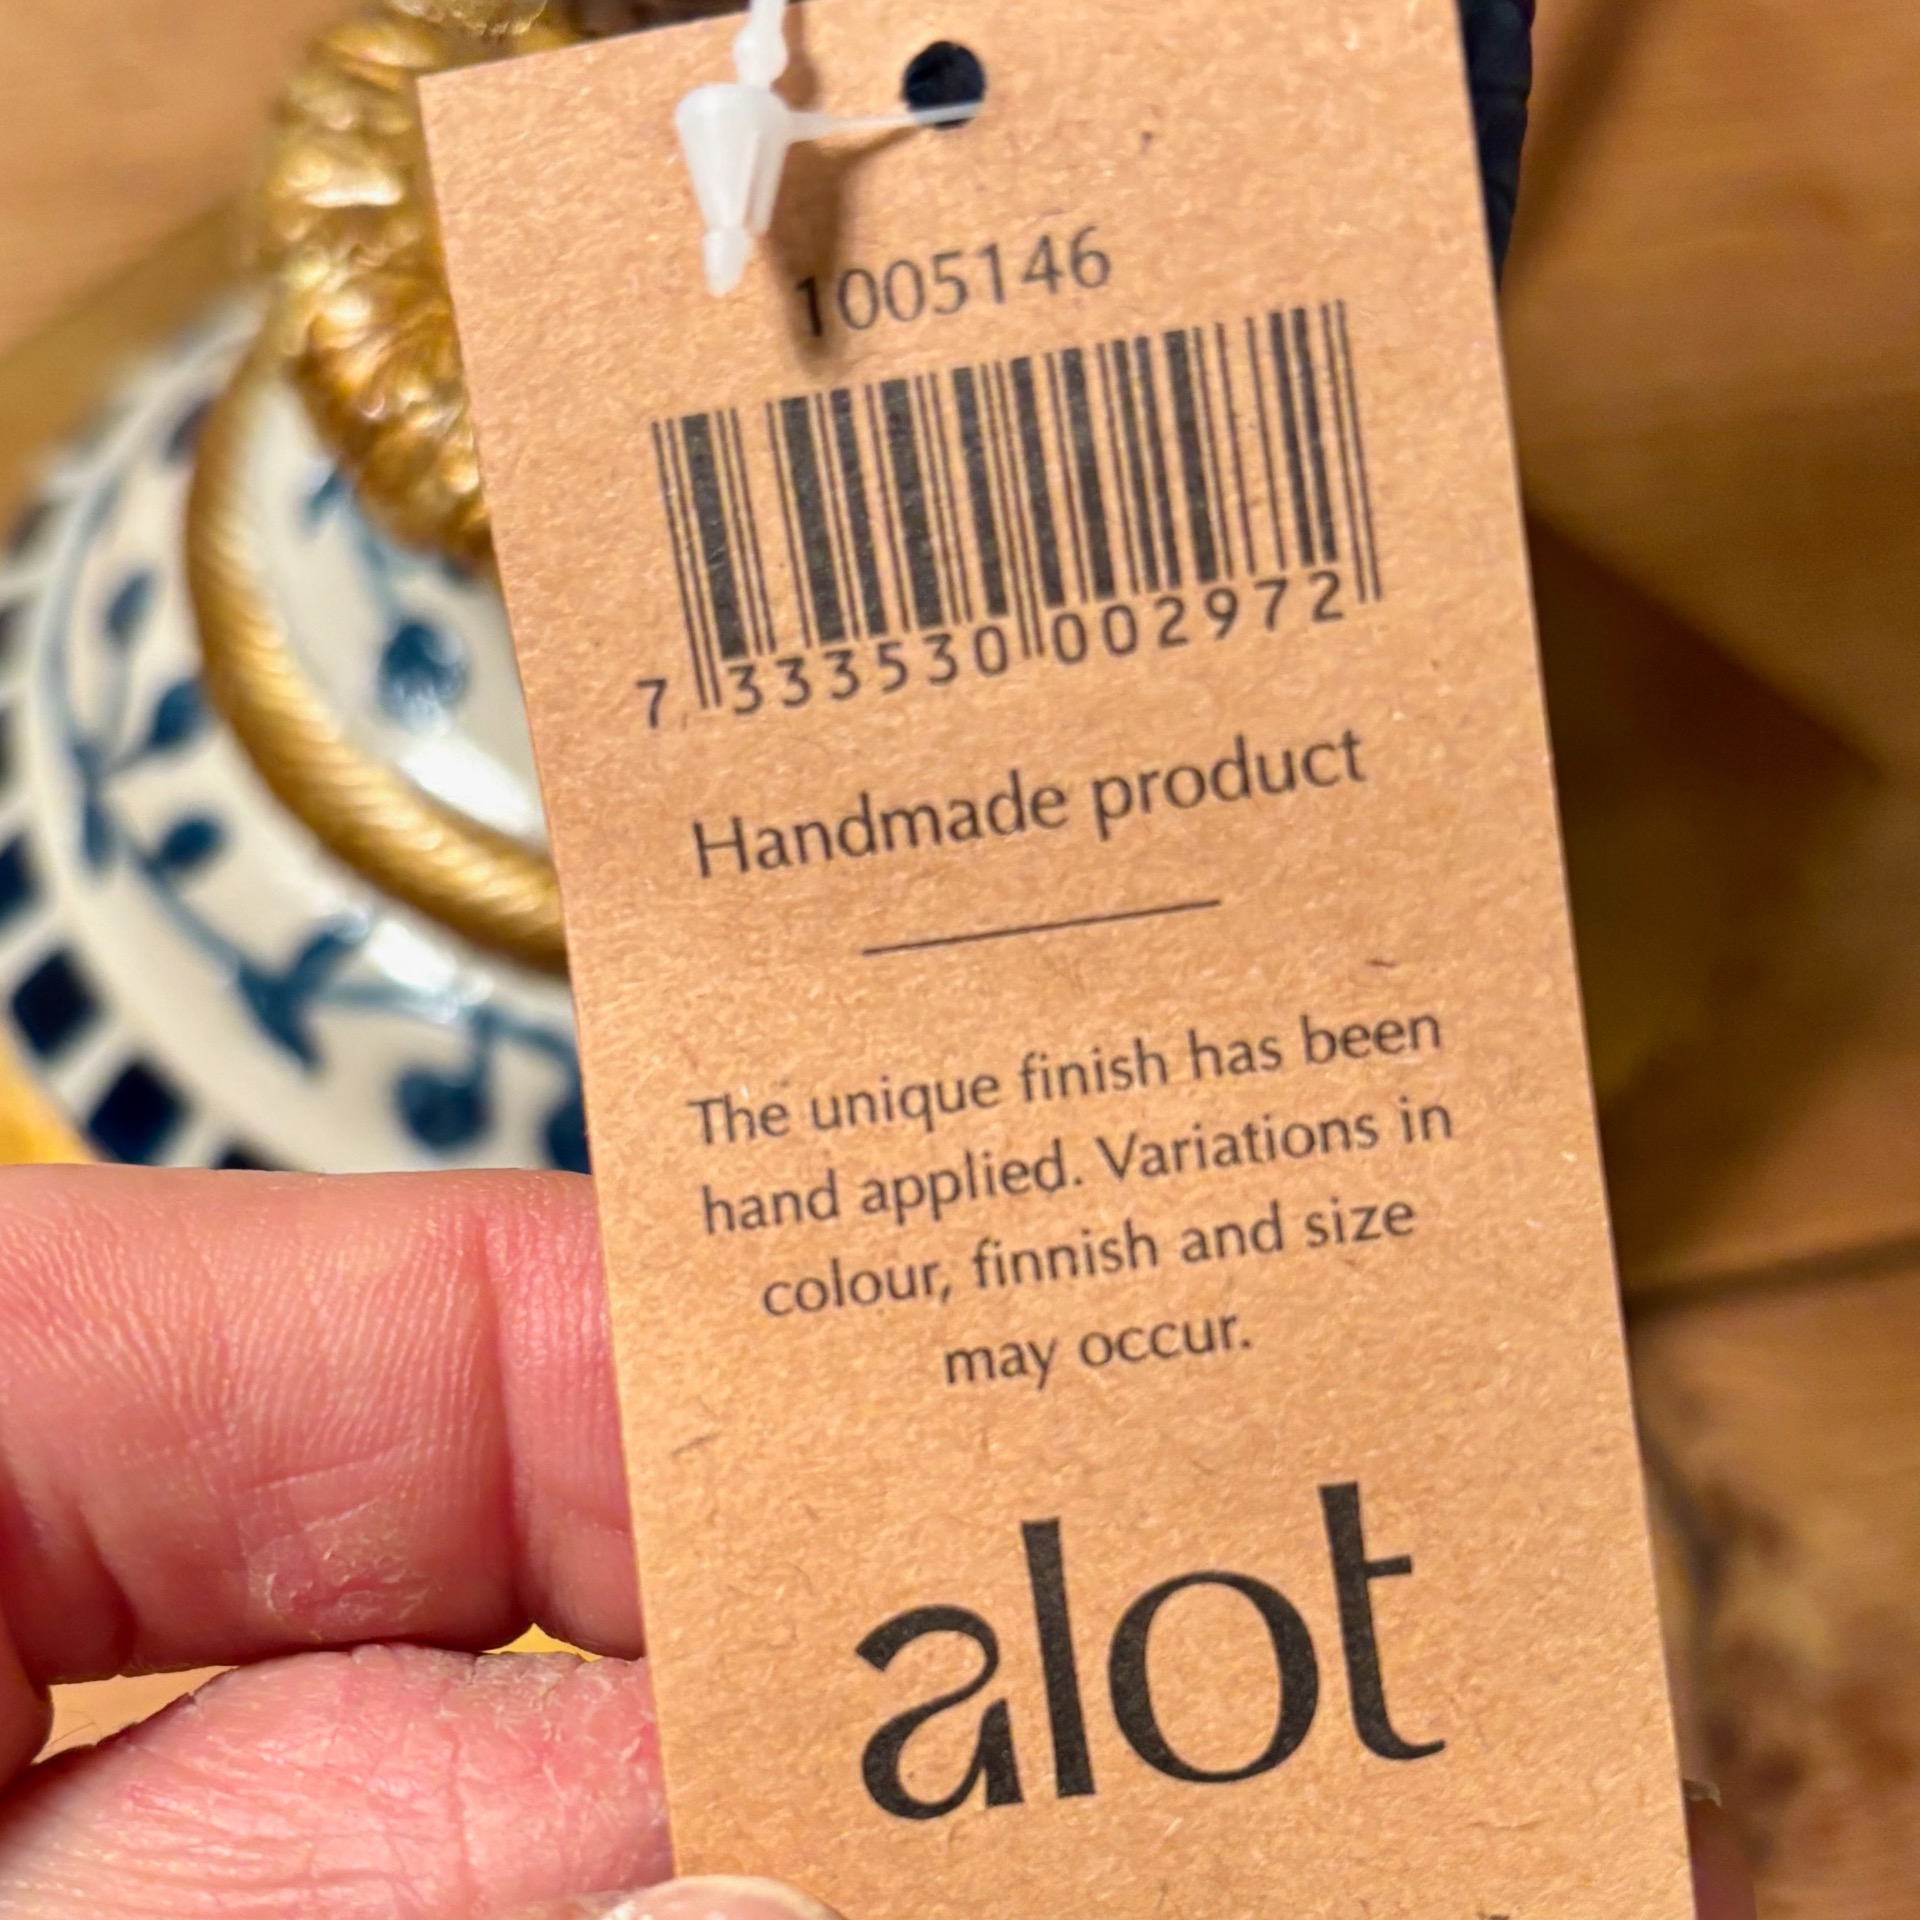 1005146
7 333530 002972
Handmade product
The unique finish has been
hand applied. Variations in
colour, finnish and size
may occur.
alot